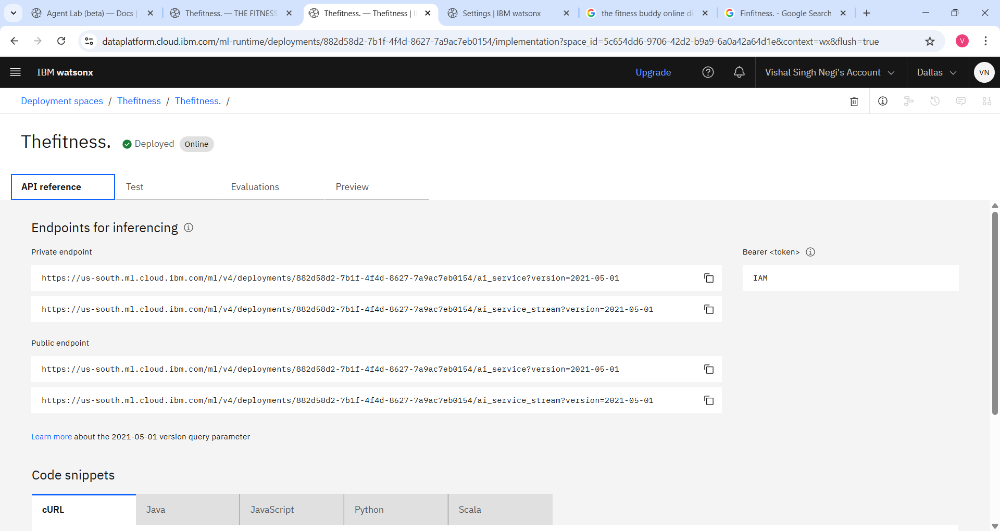 Agent Lab (beta) — Docs |
Thefitness. — THE FITNESS
Thefitness. — Thefitness | I
Settings | IBM watsonx
the fitness buddy online di
Finfitness. - Google Search
dataplatform.cloud.ibm.com/ml-runtime/deployments/882d58d2-7b1f-4f4d-8627-7a9ac7eb0154/implementation?space_id=5c654dd6-9706-42d2-b9a9-6a0a42a64d1e&context=wx&flush=true
V
IBM watsonx
Upgrade
Vishal Singh Negi's Account
Dallas
VN
Deployment spaces / Thefitness / Thefitness. /
Thefitness.
Deployed
Online
API reference
Test
Evaluations
Preview
Endpoints for inferencing
Private endpoint
Bearer <token>
https://us-south.ml.cloud.ibm.com/ml/v4/deployments/882d58d2-7b1f-4f4d-8627-7a9ac7eb0154/ai_service?version=2021-05-01
IAM
https://us-south.ml.cloud.ibm.com/ml/v4/deployments/882d58d2-7b1f-4f4d-8627-7a9ac7eb0154/ai_service_stream?version=2021-05-01
Public endpoint
https://us-south.ml.cloud.ibm.com/ml/v4/deployments/882d58d2-7b1f-4f4d-8627-7a9ac7eb0154/ai_service?version=2021-05-01
https://us-south.ml.cloud.ibm.com/ml/v4/deployments/882d58d2-7b1f-4f4d-8627-7a9ac7eb0154/ai_service_stream?version=2021-05-01
Learn more about the 2021-05-01 version query parameter
Code snippets
cURL
Java
JavaScript
Python
Scala